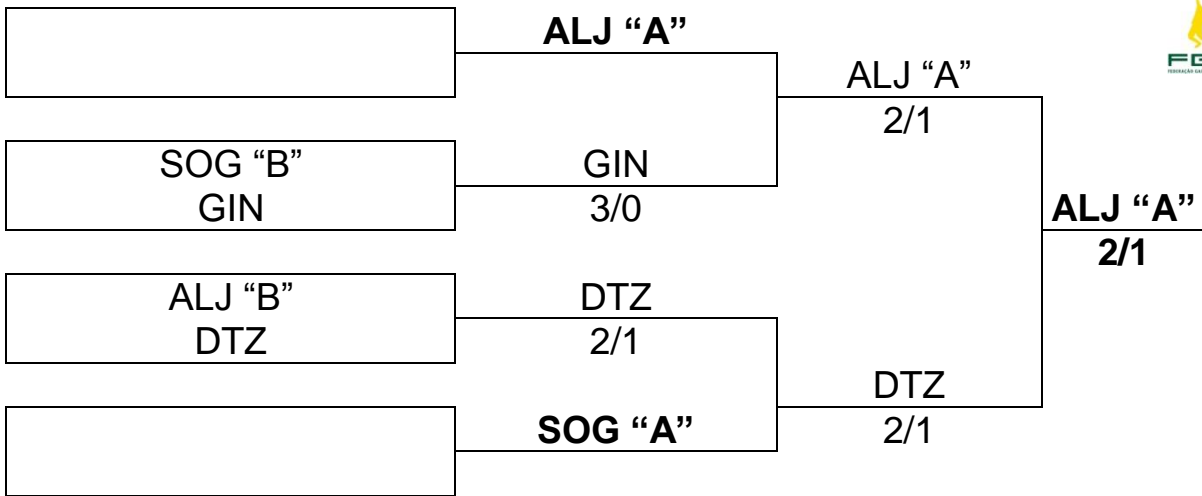 ALJ “A”
ALJ “A”
2/1
SOG “B”
GIN
GIN
3/0
ALJ “A”
2/1
ALJ “B”
DTZ
DTZ
2/1
DTZ
2/1
SOG “A”